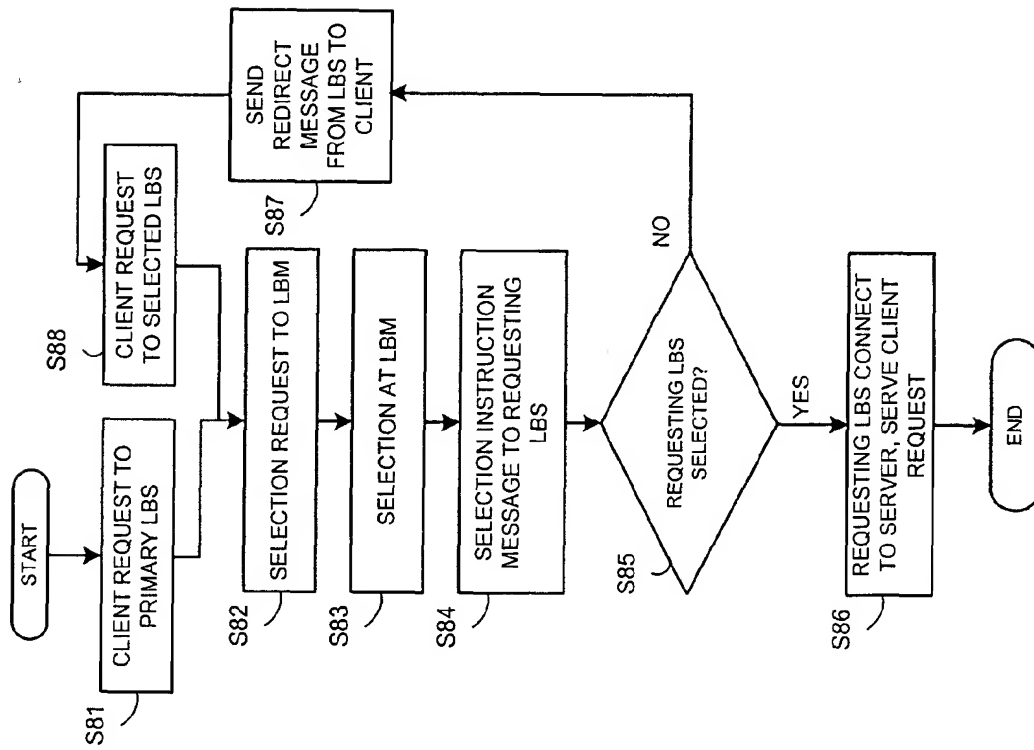 START
S81
CLIENT REQUEST TO
PRIMARY LBS
S88
CLIENT REQUEST
TO SELECTED LBS
S87
SEND
REDIRECT
MESSAGE
FROM LBS TO
CLIENT
S82
SELECTION REQUEST TO LBM
S83
SELECTION AT LBM
S84
SELECTION INSTRUCTION
MESSAGE TO REQUESTING
LBS
S85
REQUESTING LBS
SELECTED?
NO
YES
S86
REQUESTING LBS CONNECT
TO SERVER, SERVE CLIENT
REQUEST
END